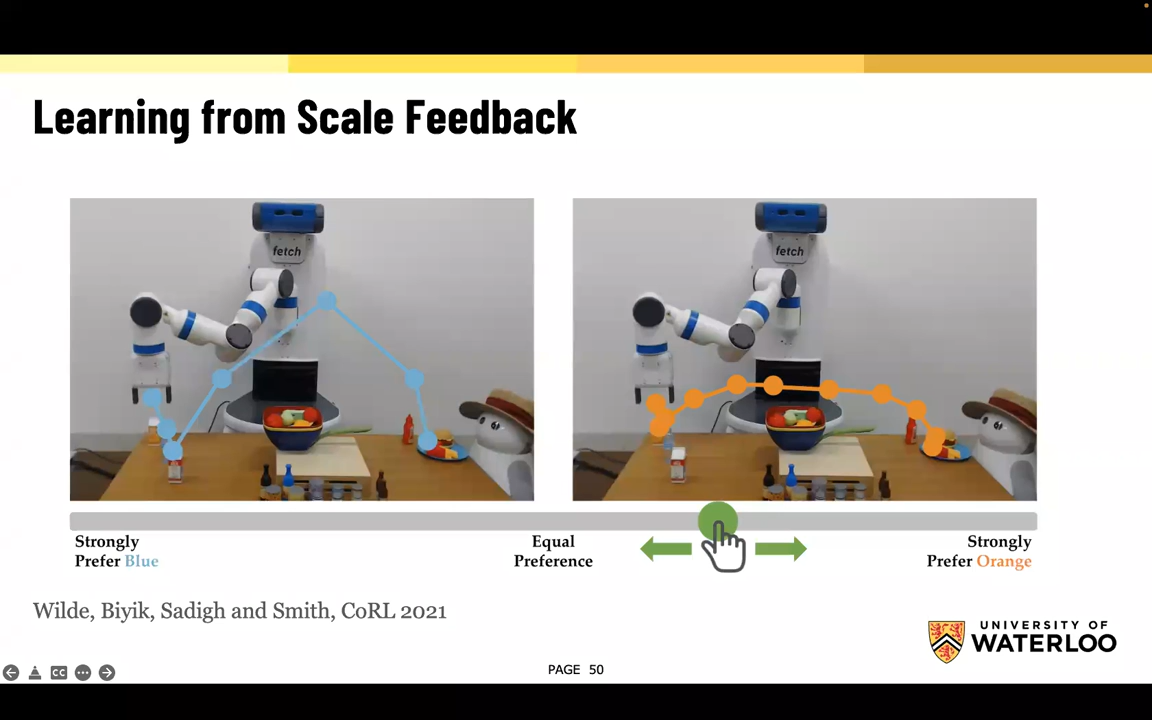 Learning from Scale Feedback
fetch
fetch
Strongly
Prefer Blue
Equal
Preference
Strongly
Prefer Orange
Wilde, Biyik, Sadigh and Smith, CoRL 2021
UNIVERSITY OF
WATERLOO
CC
PAGE 50